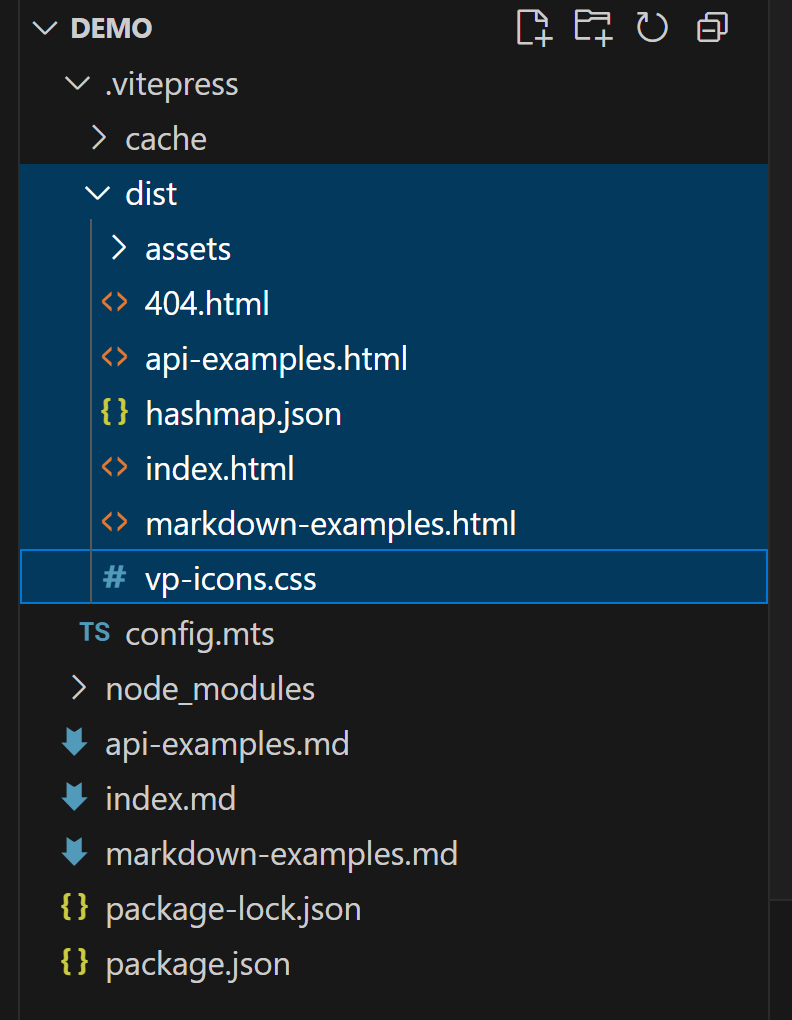 DEMO
.vitepress
cache
dist
assets
404.html
api-examples.html
{} hashmap.json
index.html
markdown-examples.html
# vp-icons.css
TS config.mts
node_modules
api-examples.md
index.md
markdown-examples.md
{} package-lock.json
{} package.json